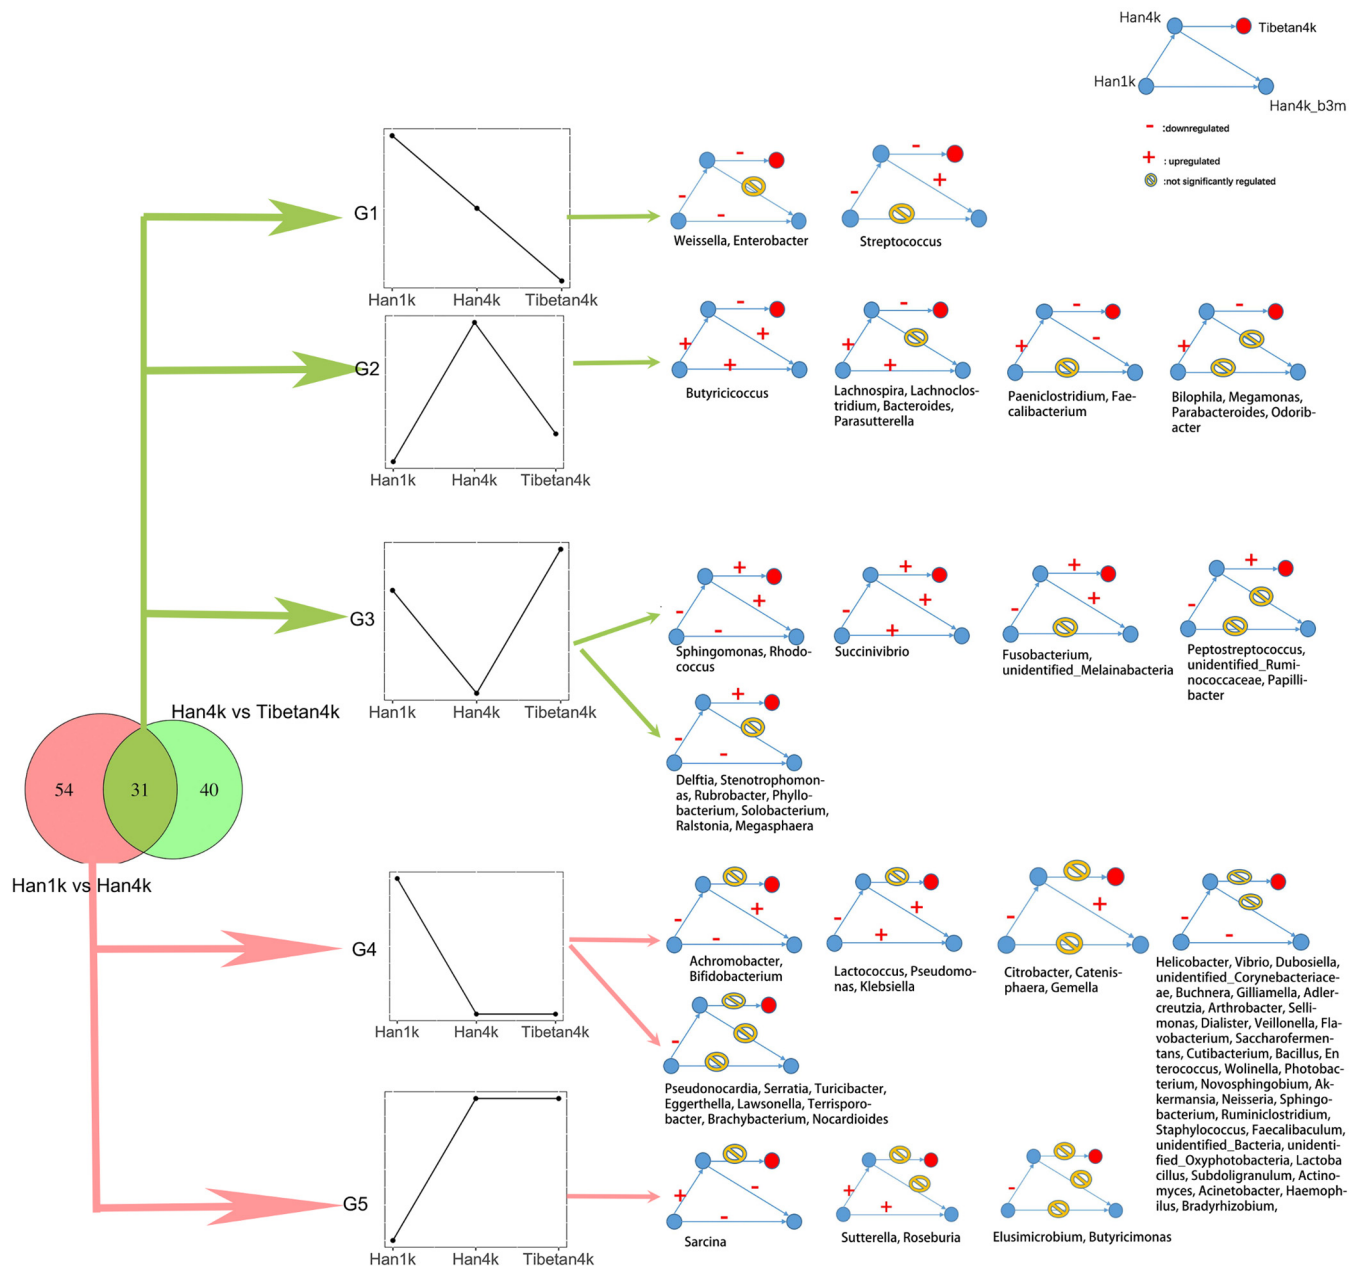 Han4k
Tibetan4k
Han1k
Han4k_b3m
- :downregulated
+ : upregulated
:not significantly regulated
G1
Han1k
Han4k
Tibetan4k
- - - 
Weissella, Enterobacter
- - +
Streptococcus
G2
Han1k
Han4k
Tibetan4k
- + + +
Butyricicoccus
- + +
Lachnospira, Lachnoclos-
tridium, Bacteroides,
Parasutterella
- + -
Paeniclostridium, Fae-
calibacterium
- +
Bilophila, Megamonas,
Parabacteroides, Odorib-
acter
G3
Han1k
Han4k
Tibetan4k
+ - + -
Sphingomonas, Rhodo-
coccus
+ - + +
Succinivibrio
+ - +
Fusobacterium,
unidentified_Melainabacteria
+ -
Peptostreptococcus,
unidentified_Rumi-
nococcaceae, Papilli-
bacter
+ - -
Delftia, Stenotrophomon-
as, Rubrobacter, Phyllo-
bacterium, Solobacterium,
Ralstonia, Megasphaera
Han4k vs Tibetan4k
54
31
40
Han1k vs Han4k
G4
Han1k
Han4k
Tibetan4k
- + -
Achromobacter,
Bifidobacterium
- + +
Lactococcus, Pseudomo-
nas, Klebsiella
- +
Citrobacter, Catenis-
phaera, Gemella
- -
Helicobacter, Vibrio, Dubosiella,
unidentified_Corynebacteriace-
ae, Buchnera, Gilliamella, Adler-
creutzia, Arthrobacter, Selli-
monas, Dialister, Veillonella, Fla-
vobacterium, Saccharofermen-
tans, Cutibacterium, Bacillus, En
terococcus, Wolinella, Photobac-
terium, Novosphingobium, Ak-
kermansia, Neisseria, Sphingo-
bacterium, Ruminiclostridium,
Staphylococcus, Faecalibaculum,
unidentified_Bacteria, unidenti-
fied_Oxyphotobacteria, Lactoba
cillus, Subdoligranulum, Actino-
myces, Acinetobacter, Haemoph-
ilus, Bradyrhizobium,
-
Pseudonocardia, Serratia, Turicibacter,
Eggerthella, Lawsonella, Terrisporo-
bacter, Brachybacterium, Nocardioides
G5
Han1k
Han4k
Tibetan4k
+ - -
Sarcina
+ +
Sutterella, Roseburia
-
Elusimicrobium, Butyricimonas